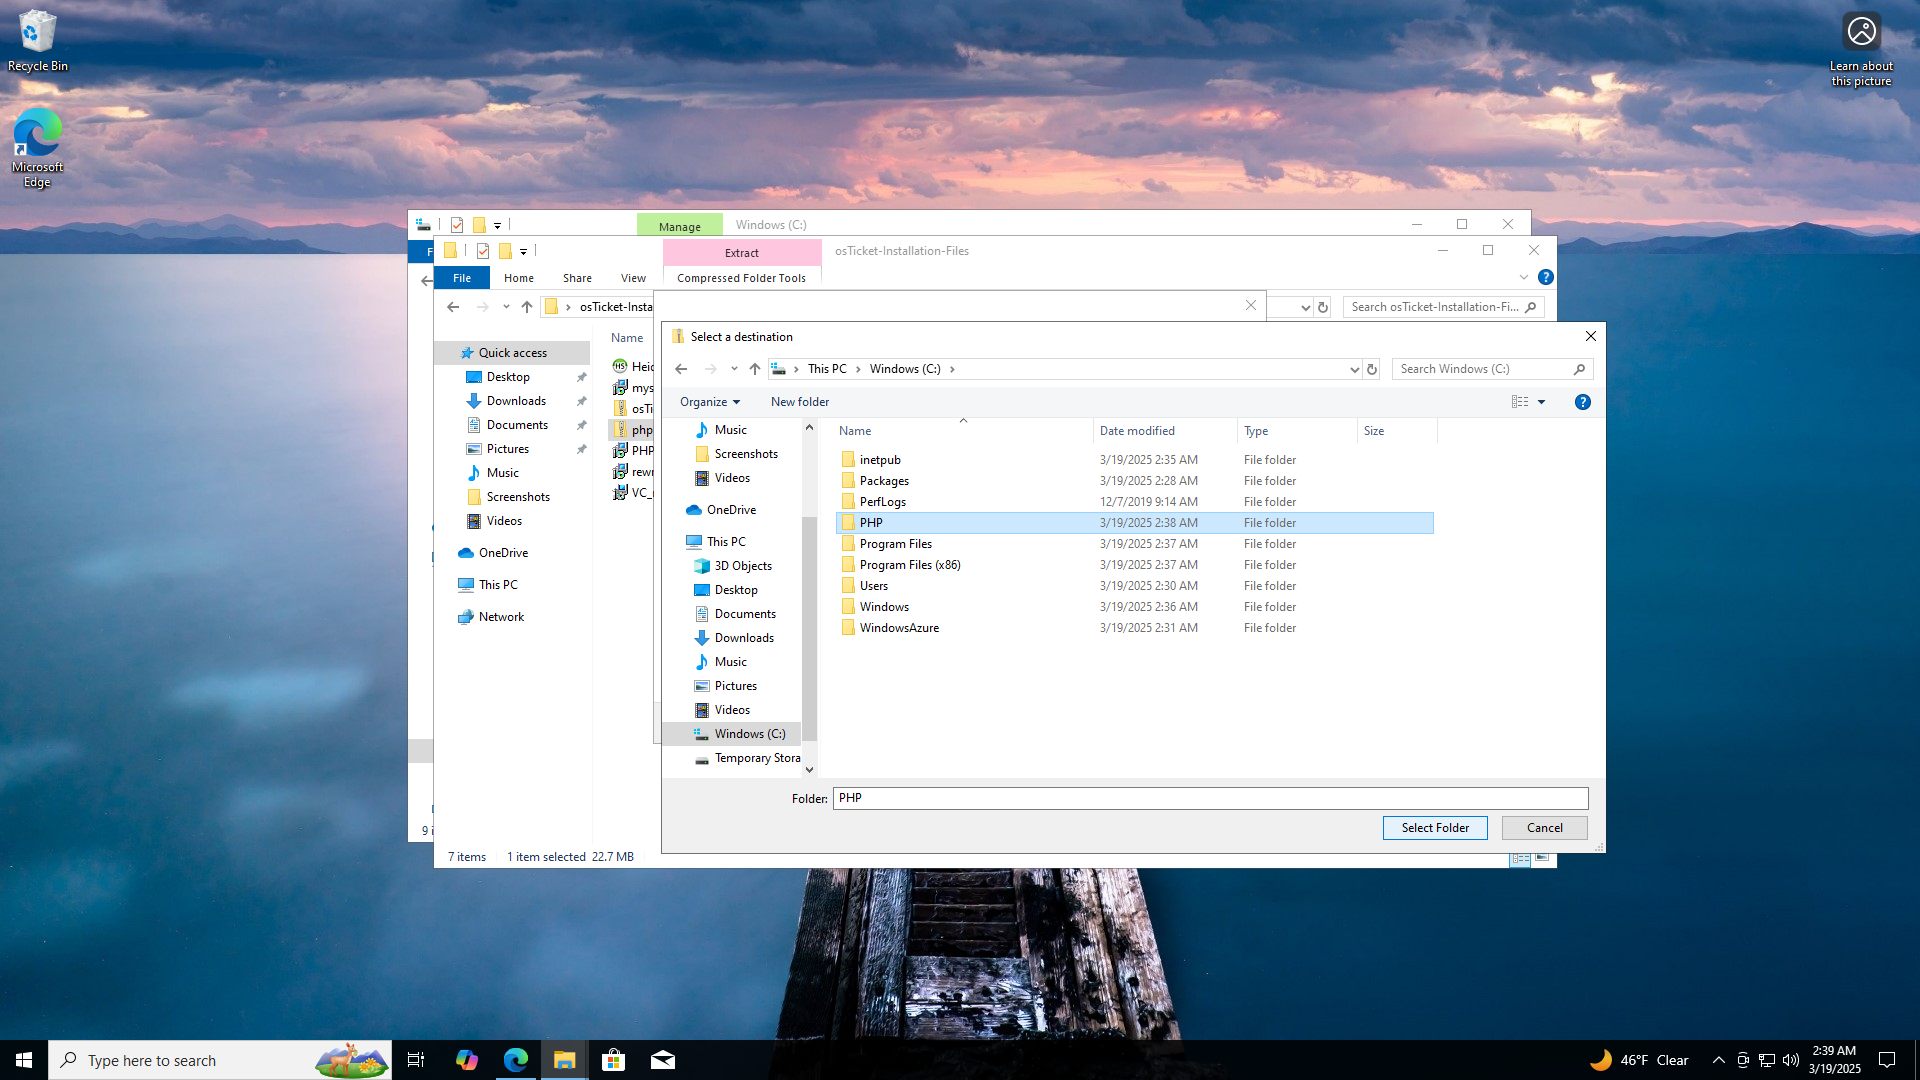 Recycle Bin
Microsoft
Edge
Learn about
this picture
Manage
Windows (C:)
Extract
osTicket-Installation-Files
File
Home
Share
View
Compressed Folder Tools
osTicket-Insta
Search osTicket-Installation-Fi...
Name
Quick access
Desktop
Downloads
Documents
Pictures
Music
Screenshots
Videos
OneDrive
This PC
Network
Heid
mys
osTi
php
PHP
rewr
VC_
Select a destination
This PC
Windows (C:)
Search Windows (C:)
Organize
New folder
Music
Screenshots
Videos
OneDrive
This PC
3D Objects
Desktop
Documents
Downloads
Music
Pictures
Videos
Windows (C:)
Temporary Stora
Name Date modified Type Size
inetpub 3/19/2025 2:35 AM File folder
Packages 3/19/2025 2:28 AM File folder
PerfLogs 12/7/2019 9:14 AM File folder
PHP 3/19/2025 2:38 AM File folder
Program Files 3/19/2025 2:37 AM File folder
Program Files (x86) 3/19/2025 2:37 AM File folder
Users 3/19/2025 2:30 AM File folder
Windows 3/19/2025 2:36 AM File folder
WindowsAzure 3/19/2025 2:31 AM File folder
Folder: PHP
Select Folder
Cancel
9 i
7 items 1 item selected 22.7 MB
Type here to search
46°F Clear
2:39 AM
3/19/2025